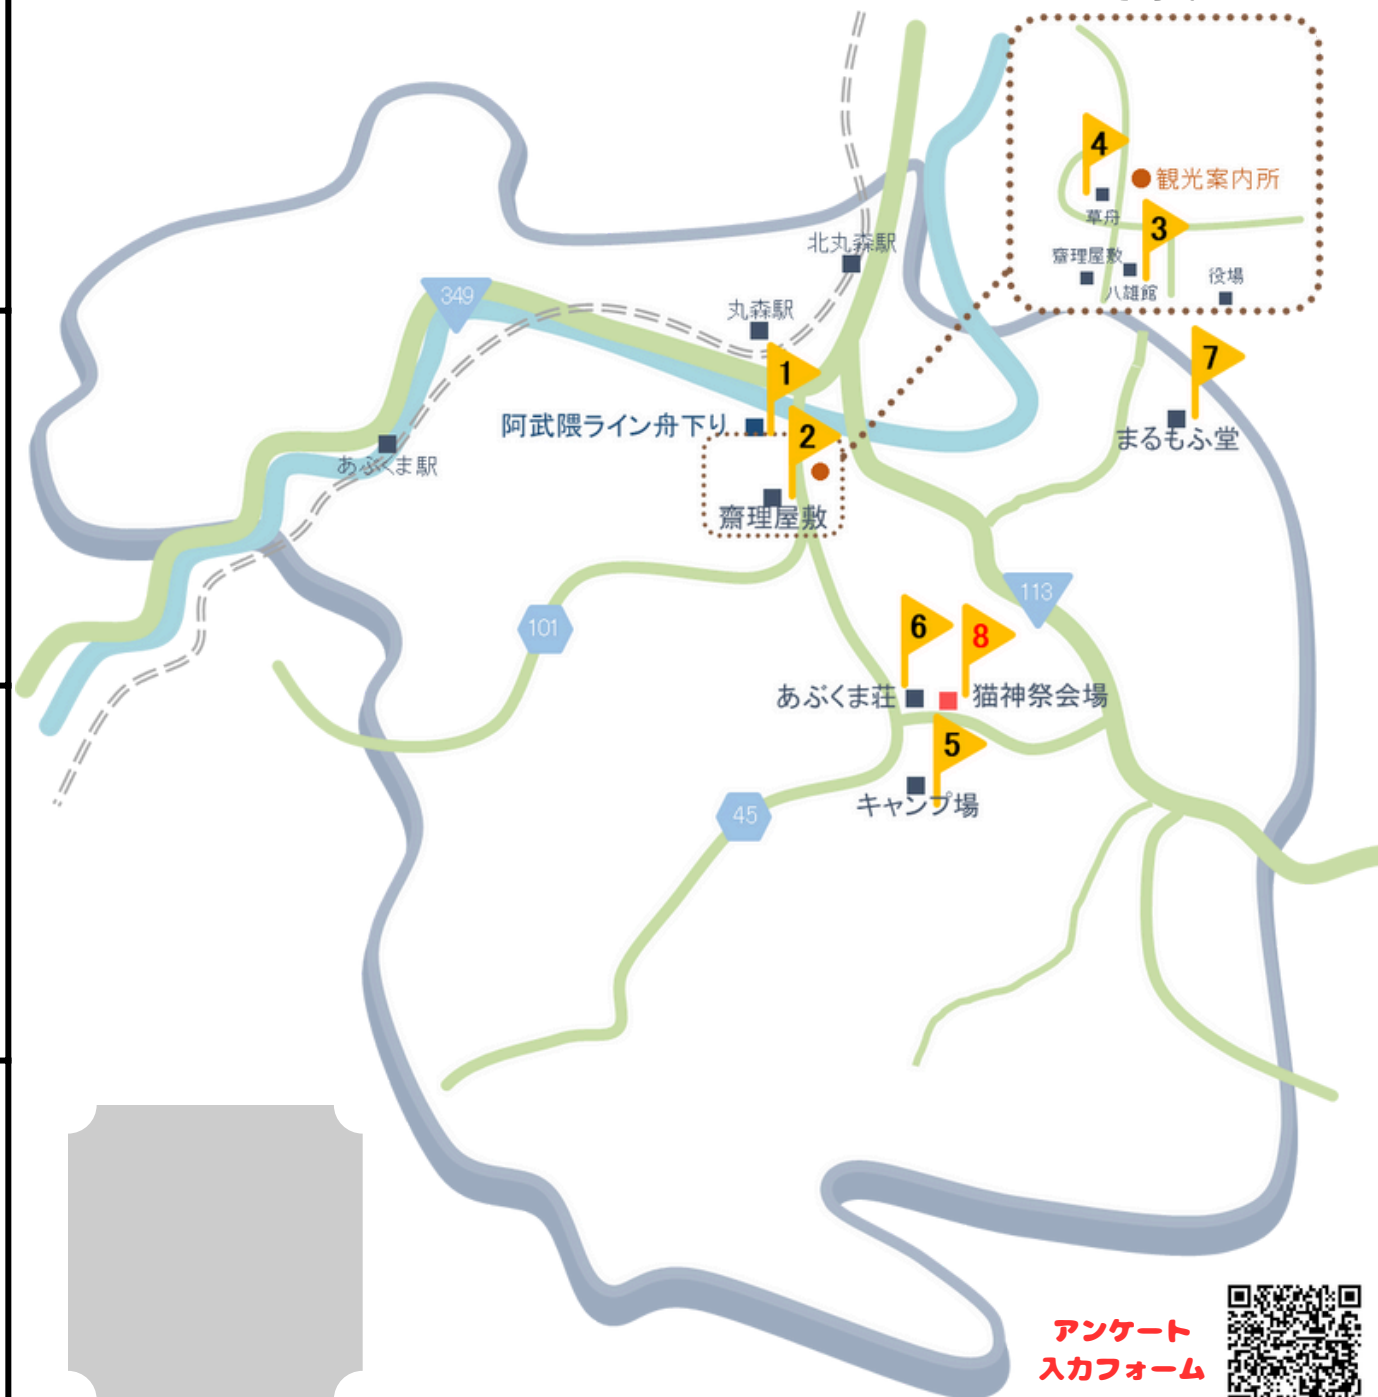 4
観光案内所
草舟
3
齋理屋敷
八雄館
役場
北丸森駅
349
丸森駅
7
1
阿武隈ライン舟下り
2
まるもふ堂
あぶくま駅
齋理屋敷
113
101
6
8
あぶくま荘
猫神祭会場
5
キャンプ場
45
アンケート
入力フォーム